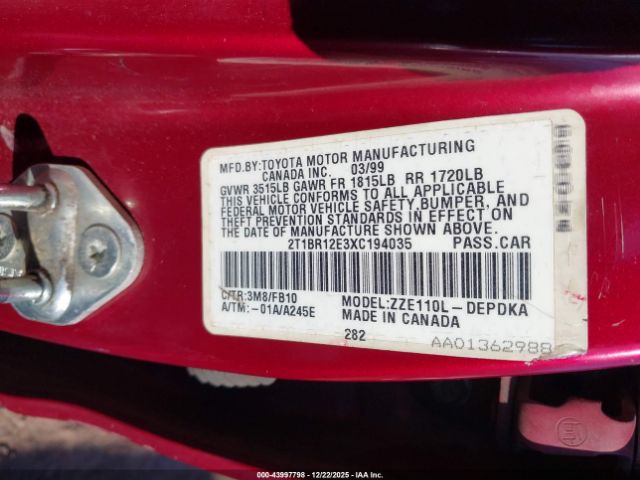 MFD.BY:TOYOTA MOTOR MANUFACTURING
CANADA INC. 03/99
GVWR 3515LB GAWR FR 1815LB RR 1720LB
THIS VEHICLE CONFORMS TO ALL APPLICABLE
FEDERAL MOTOR VEHICLE SAFETY,BUMPER, AND
THEFT PREVENTION STANDARDS IN EFFECT ON
THE DATE OF MANUFACTURE SHOWN ABOVE.
2T1BR12E3XC194035 PASS.CAR
C/TR:3M8/FB10 MODEL:ZZE110L-DEPDKA
A/TM:-01A/A245E MADE IN CANADA
282
AA01362988
000-43997798 - 12/22/2025 - IAAI